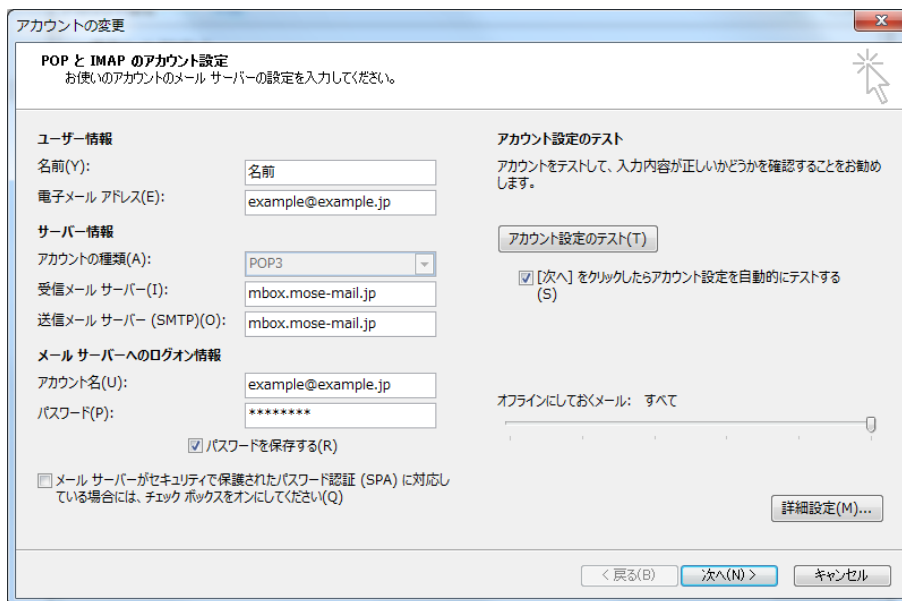 アカウントの変更
POP と IMAP のアカウント設定
お使いのアカウントのメール サーバーの設定を入力してください。
ユーザー情報
名前(Y):
名前
電子メール アドレス(E):
example@example.jp
サーバー情報
アカウントの種類(A):
POP3
受信メール サーバー(I):
mbox.mose-mail.jp
送信メール サーバー (SMTP)(O):
mbox.mose-mail.jp
メール サーバーへのログオン情報
アカウント名(U):
example@example.jp
パスワード(P):
********
パスワードを保存する(R)
メール サーバーがセキュリティで保護されたパスワード認証 (SPA) に対応し
ている場合には、チェック ボックスをオンにしてください(Q)
アカウント設定のテスト
アカウントをテストして、入力内容が正しいかどうかを確認することをお勧め
します。
アカウント設定のテスト(T)
[次へ] をクリックしたらアカウント設定を自動的にテストする
(S)
オフラインにしておくメール: すべて
詳細設定(M)...
< 戻る(B)
次へ(N) >
キャンセル